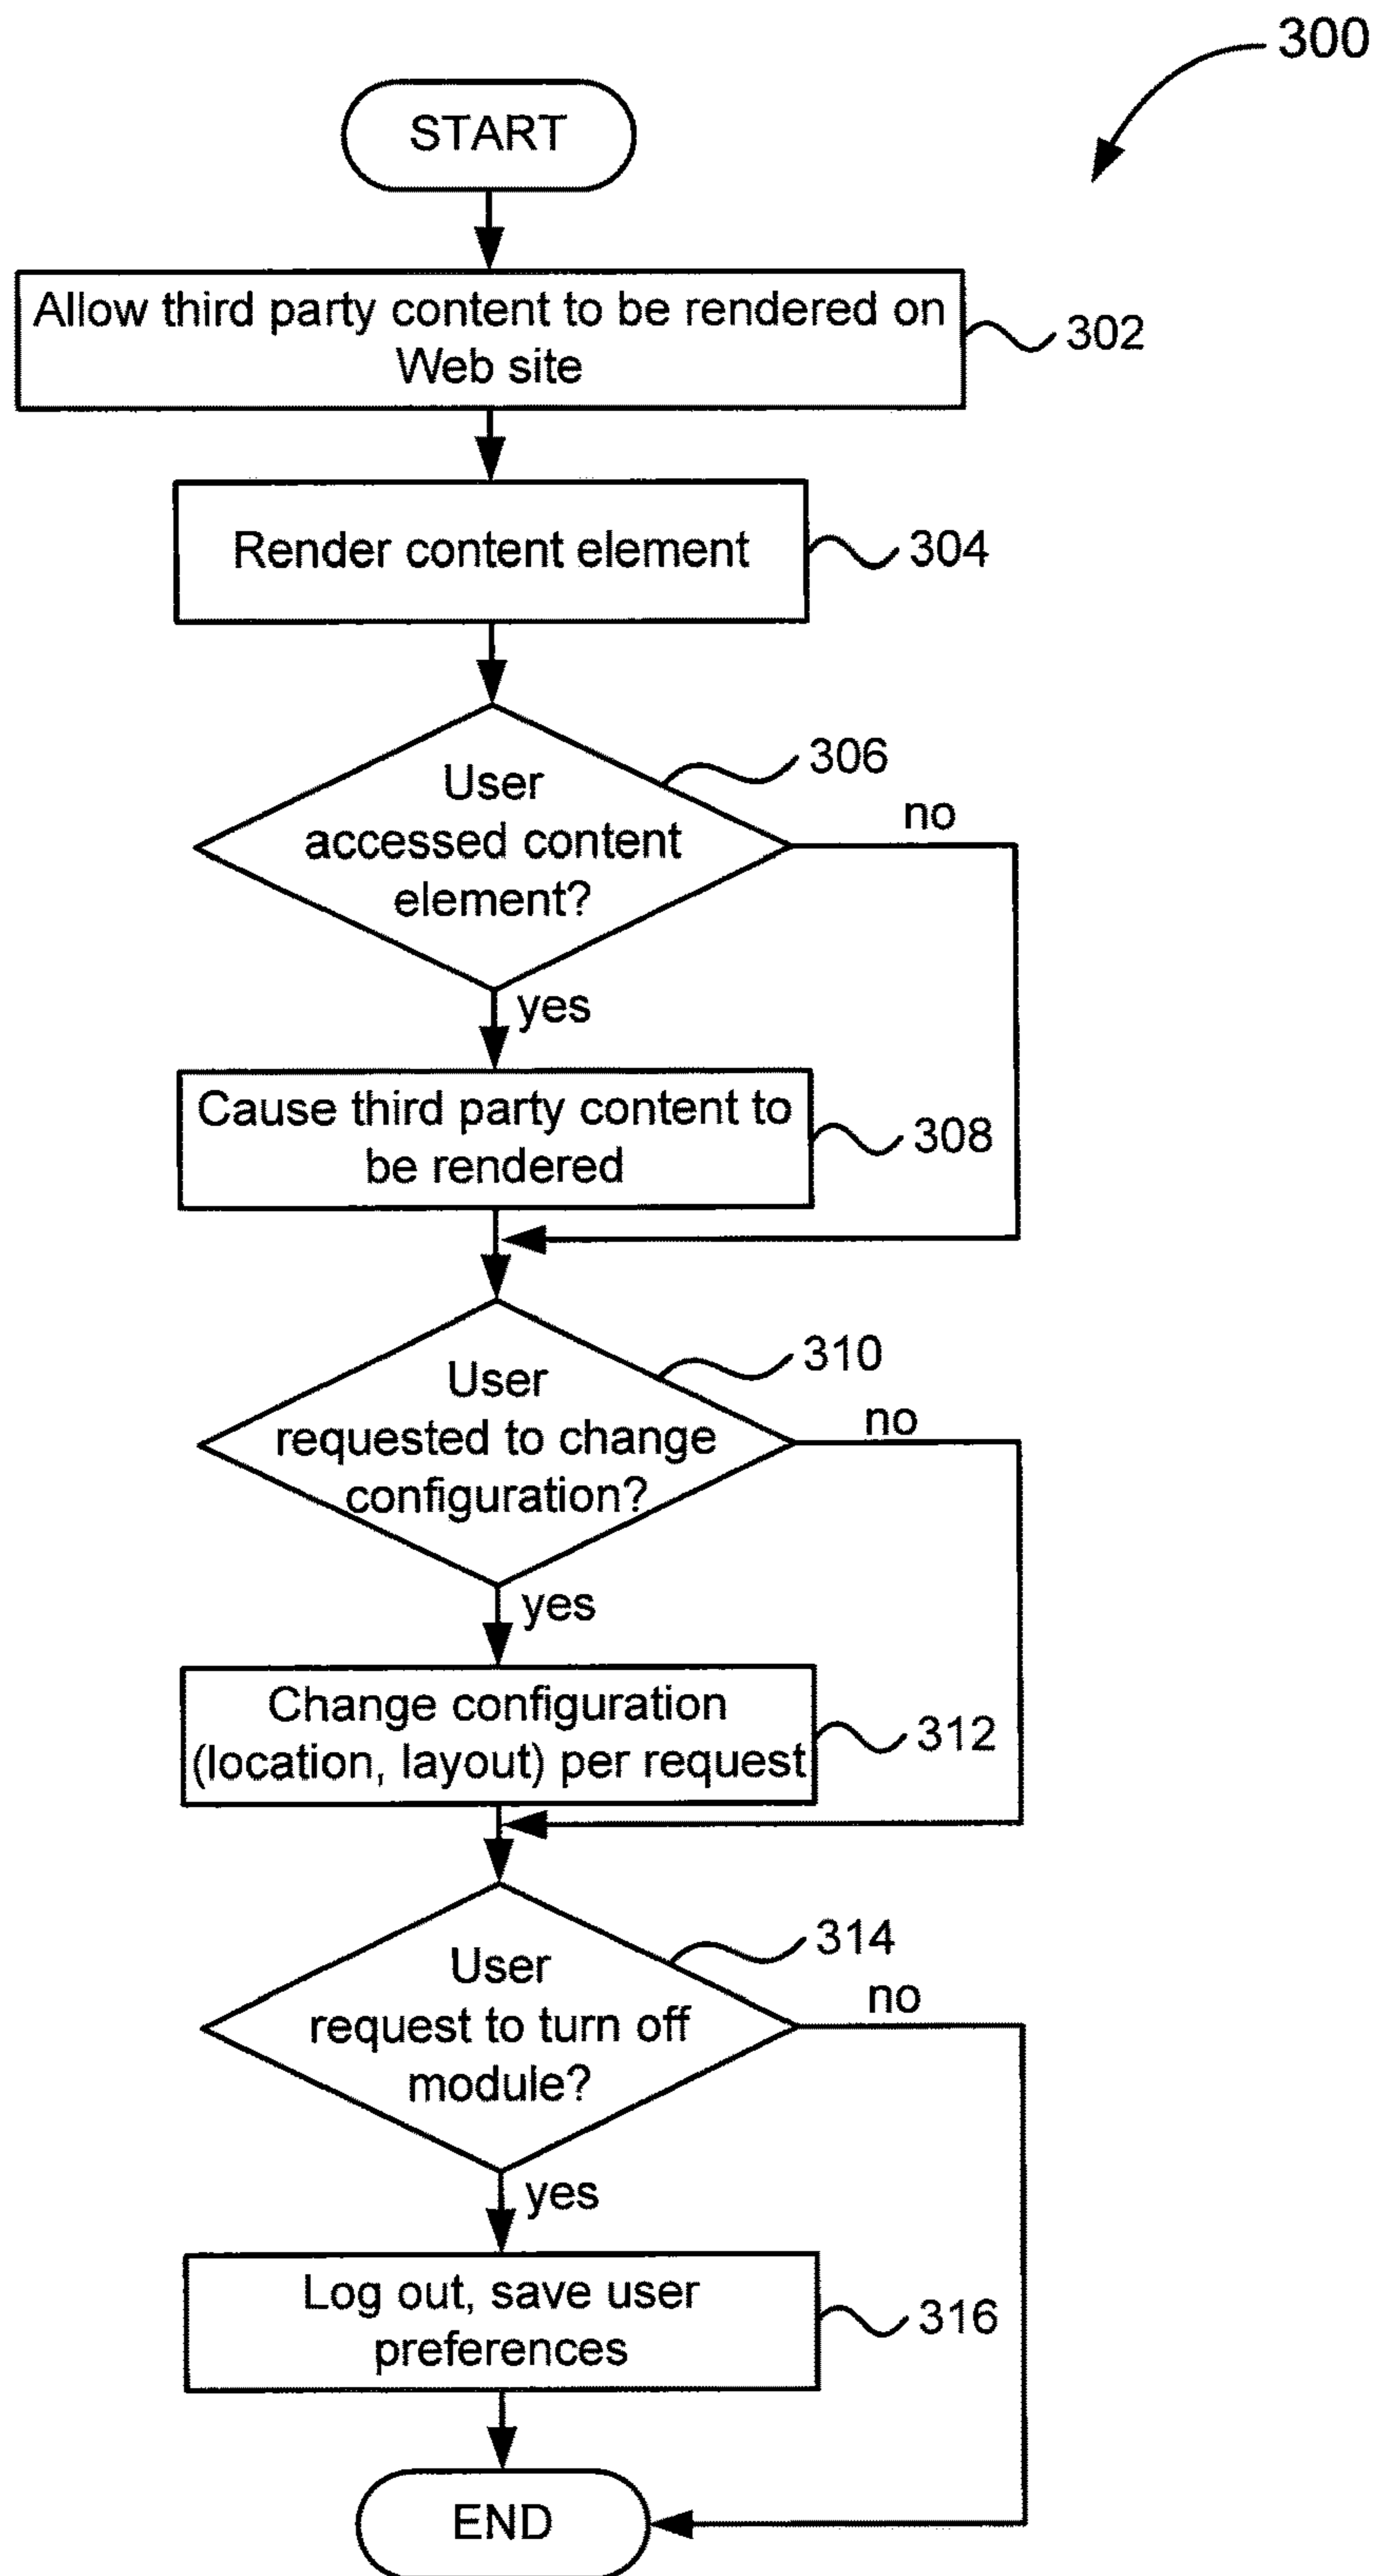 300
START
Allow third party content to be rendered on
Web site
302
Render content element
304
306
User
accessed content
element?
no
yes
Cause third party content to
be rendered
308
310
User
requested to change
configuration?
no
yes
Change configuration
(location, layout) per request
312
314
User
request to turn off
module?
no
yes
Log out, save user
preferences
316
END